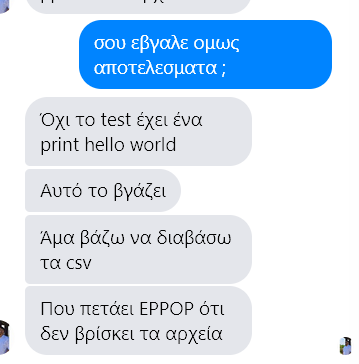 σου εβγαλε ομως
αποτελεσματα ;
Όχι το test έχει ένα
print hello world
Αυτό το βγάζει
Άμα βάζω να διαβάσω
τα csv
Που πετάει ΕΡΡΟΡ ότι
δεν βρίσκει τα αρχεία